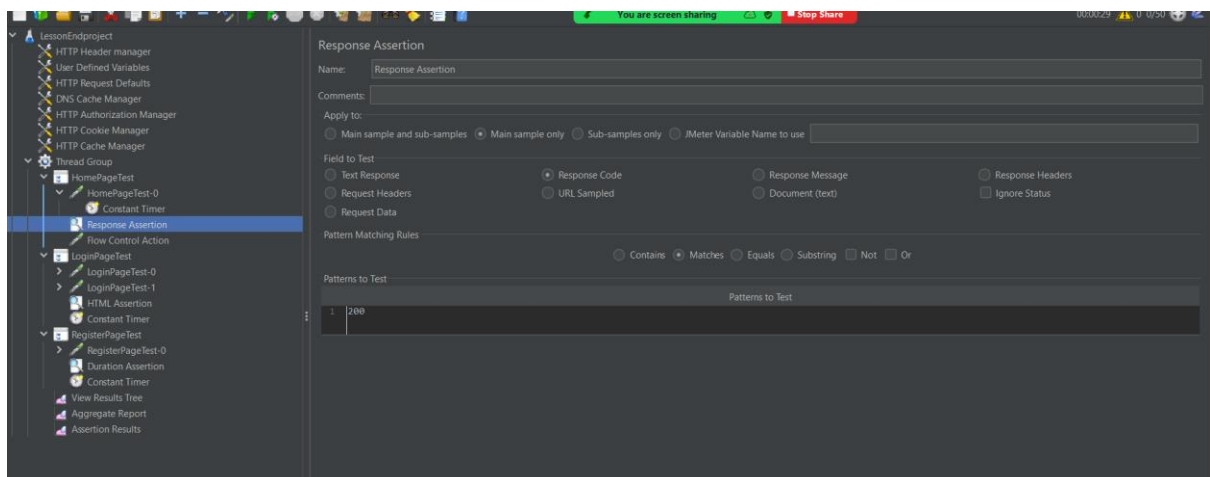 You are screen sharing
Stop Share
00:00:29
0 0/50
LessonEndproject
HTTP Header manager
User Defined Variables
HTTP Request Defaults
DNS Cache Manager
HTTP Authorization Manager
HTTP Cookie Manager
HTTP Cache Manager
Thread Group
HomePageTest
HomePageTest-0
Constant Timer
Response Assertion
Flow Control Action
LoginPageTest
LoginPageTest-0
LoginPageTest-1
HTML Assertion
Constant Timer
RegisterPageTest
RegisterPageTest-0
Duration Assertion
Constant Timer
View Results Tree
Aggregate Report
Assertion Results
Response Assertion
Name: Response Assertion
Comments:
Apply to:
Main sample and sub-samples Main sample only Sub-samples only JMeter Variable Name to use
Field to Test
Text Response Response Code Response Message Response Headers
Request Headers URL Sampled Document (text) Ignore Status
Request Data
Pattern Matching Rules
Contains Matches Equals Substring Not Or
Patterns to Test
Patterns to Test
1 200